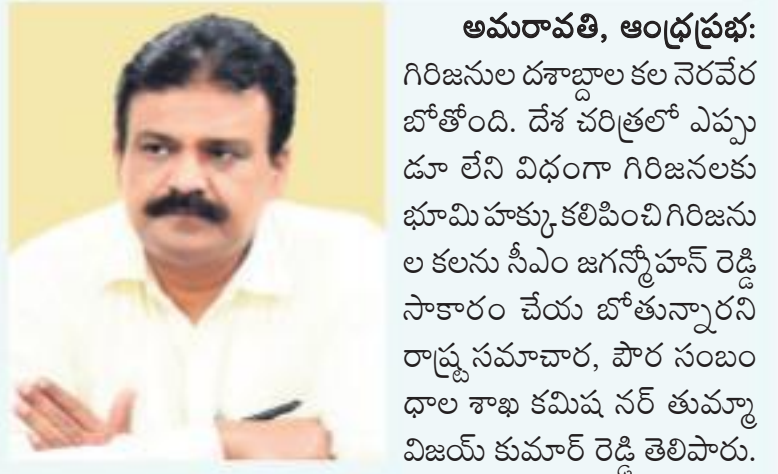 అమరావతి, ఆంధ్రప్రభ:
గిరిజనుల దశాబ్దాల కల నెరవేర
బోతోంది. దేశ చరిత్రలో ఎప్పు
డూ లేని విధంగా గిరిజనలకు
భూమి హక్కు కలిపించి గిరిజను
ల కలను సీఎం జగన్మోహన్ రెడ్డి
సాకారం చేయ బోతున్నారని
రాష్ట్ర సమాచార, పౌర సంబం
ధాల శాఖ కమిష నర్ తుమ్మా
విజయ్ కుమార్ రెడ్డి తెలిపారు.